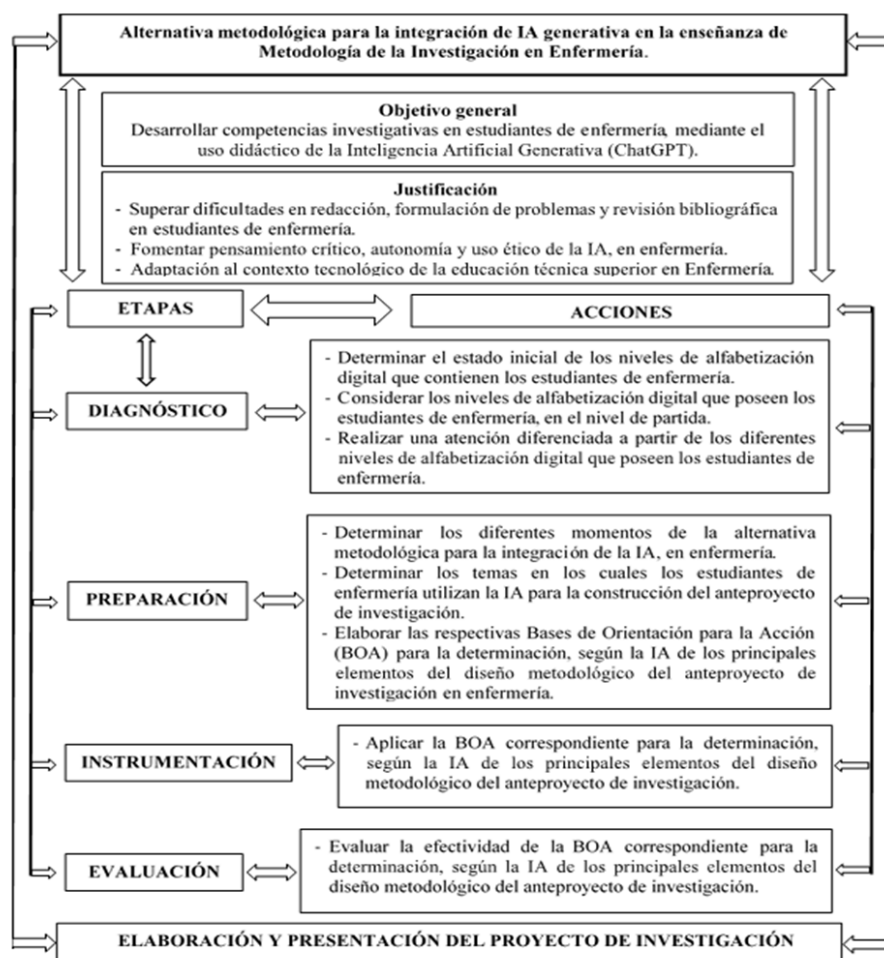 Alternativa metodológica para la integración de IA generativa en la enseñanza de
Metodología de la Investigación en Enfermería.
Objetivo general
Desarrollar competencias investigativas en estudiantes de enfermería, mediante el
uso didáctico de la Inteligencia Artificial Generativa (ChatGPT).
Justificación
- Superar dificultades en redacción, formulación de problemas y revisión bibliográfica
en estudiantes de enfermería.
- Fomentar pensamiento crítico, autonomía y uso ético de la IA, en enfermería.
- Adaptación al contexto tecnológico de la educación técnica superior en Enfermería.
ETAPAS
ACCIONES
DIAGNÓSTICO
- Determinar el estado inicial de los niveles de alfabetización
digital que contienen los estudiantes de enfermería.
- Considerar los niveles de alfabetización digital que poseen los
estudiantes de enfermería, en el nivel de partida.
- Realizar una atención diferenciada a partir de los diferentes
niveles de alfabetización digital que poseen los estudiantes de
enfermería.
PREPARACIÓN
- Determinar los diferentes momentos de la alternativa
metodológica para la integración de la IA, en enfermería.
- Determinar los temas en los cuales los estudiantes de
enfermería utilizan la IA para la construcción del anteproyecto
de investigación.
- Elaborar las respectivas Bases de Orientación para la Acción
(BOA) para la determinación, según la IA de los principales
elementos del diseño metodológico del anteproyecto de
investigación en enfermería.
INSTRUMENTACIÓN
- Aplicar la BOA correspondiente para la determinación,
según la IA de los principales elementos del diseño
metodológico del anteproyecto de investigación.
EVALUACIÓN
- Evaluar la efectividad de la BOA correspondiente para la
determinación, según la IA de los principales elementos del
diseño metodológico del anteproyecto de investigación.
ELABORACIÓN Y PRESENTACIÓN DEL PROYECTO DE INVESTIGACIÓN